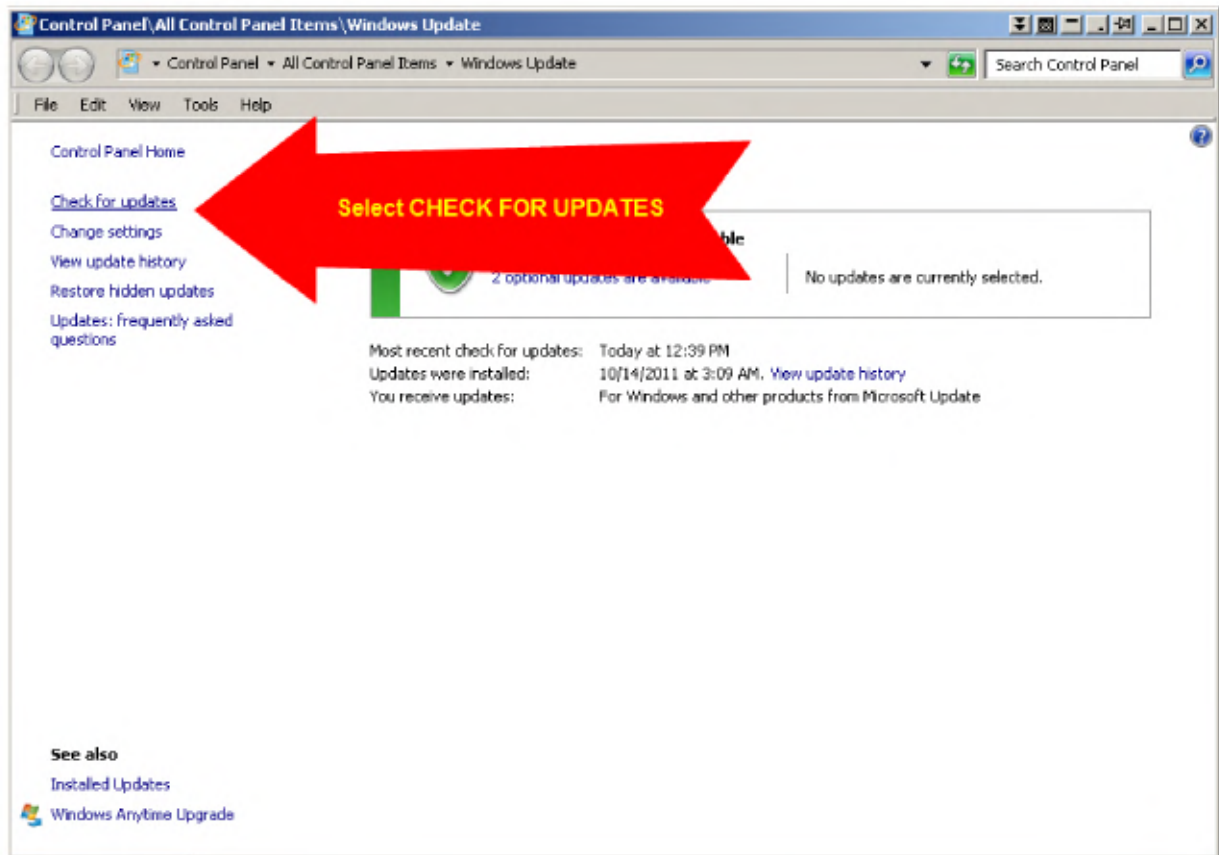 Control Panel\All Control Panel Items\Windows Update
Control Panel All Control Panel Items Windows Update
Search Control Panel
File Edit View Tools Help
Control Panel Home
Check for updates
Change settings
View update history
Restore hidden updates
Updates: frequently asked
questions
Select CHECK FOR UPDATES
2 optional updates are available
No updates are currently selected.
Most recent check for updates: Today at 12:39 PM
Updates were installed: 10/14/2011 at 3:09 AM. View update history
You receive updates: For Windows and other products from Microsoft Update
See also
Installed Updates
Windows Anytime Upgrade